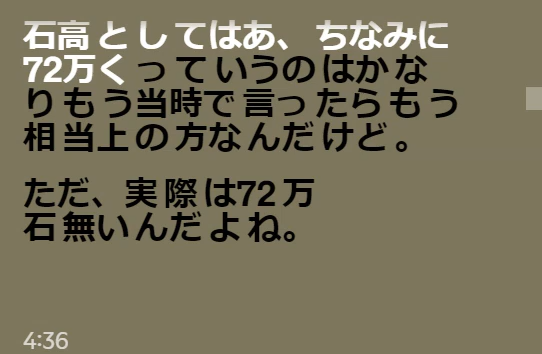 石高としてはあ、ちなみに
72万くっていうのはかな
りもう当時で言ったらもう
相当上の方なんだけど。
ただ、実際は72万
石無いんだよね。
4:36